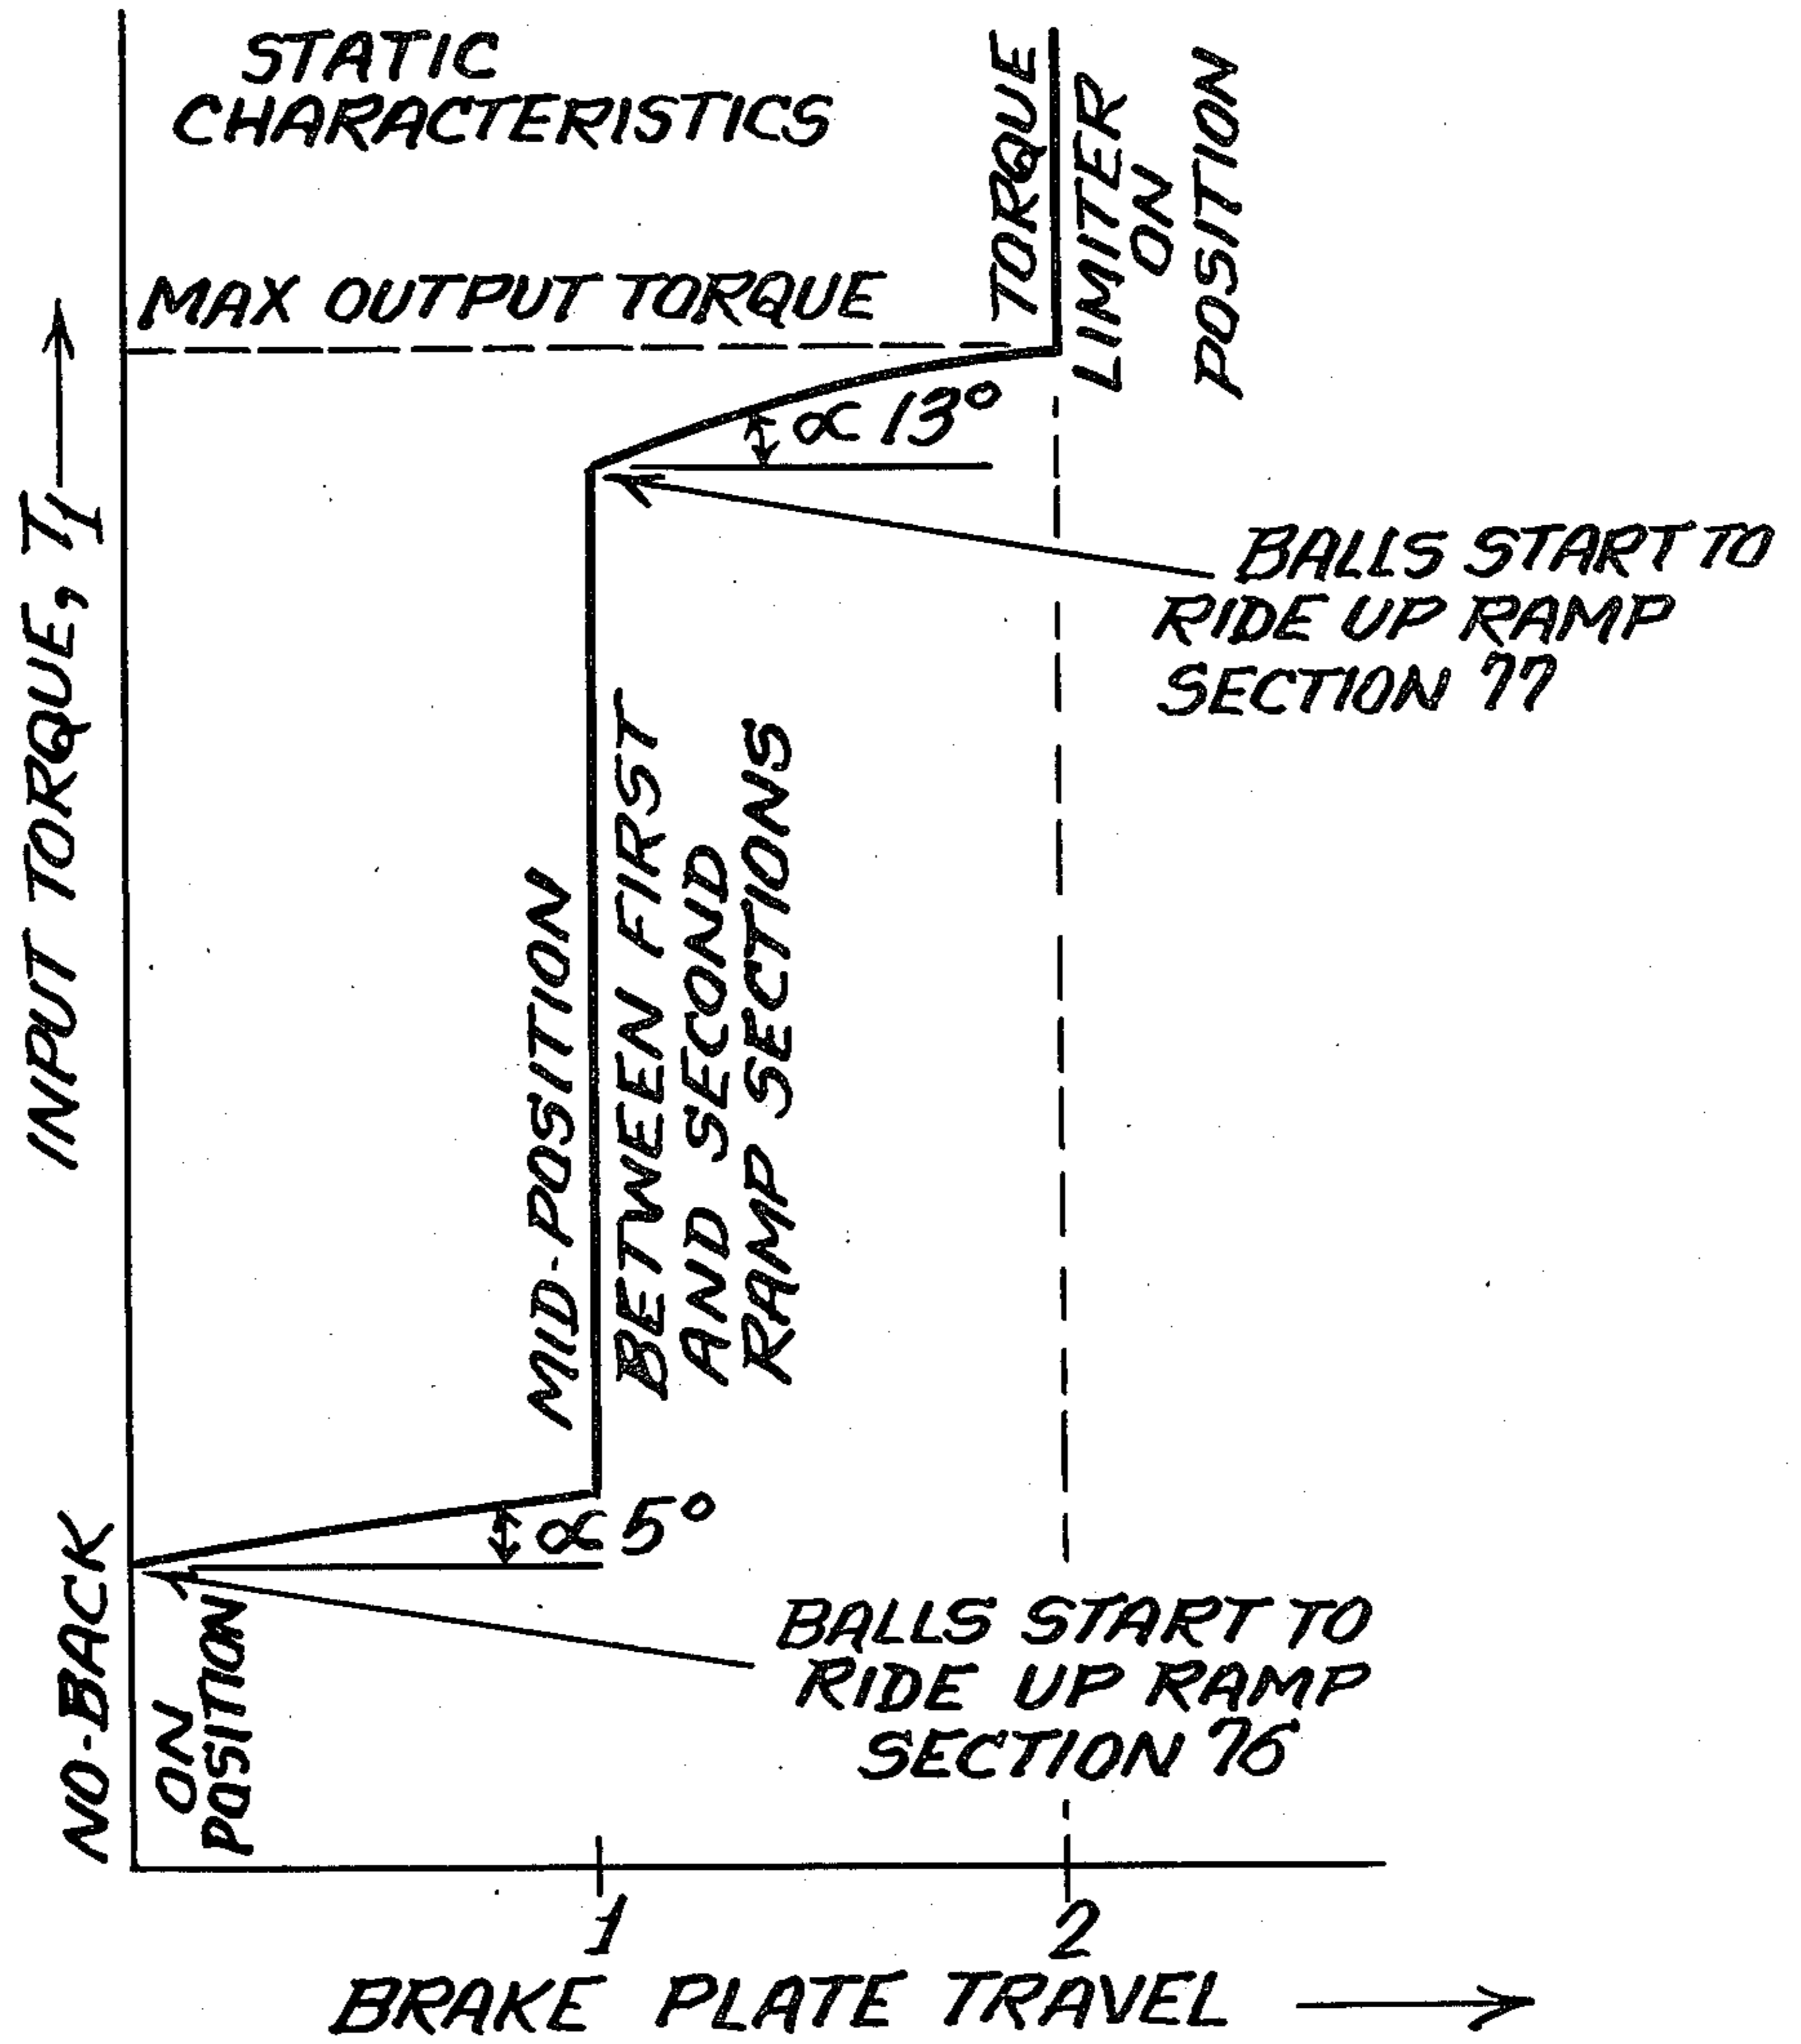 STATIC
CHARACTERISTICS
TORQUE
LIMITER
ON
POSITION
MAX OUTPUT TORQUE
∝ 13°
INPUT TORQUE, TI
BALLS START TO
RIDE UP RAMP
SECTION 77
MID-POSITION
BETWEEN FIRST
AND SECOND
RAMP SECTIONS
∝ 5°
NO-BACK
ON
POSITION
BALLS START TO
RIDE UP RAMP
SECTION 76
1
2
BRAKE PLATE TRAVEL